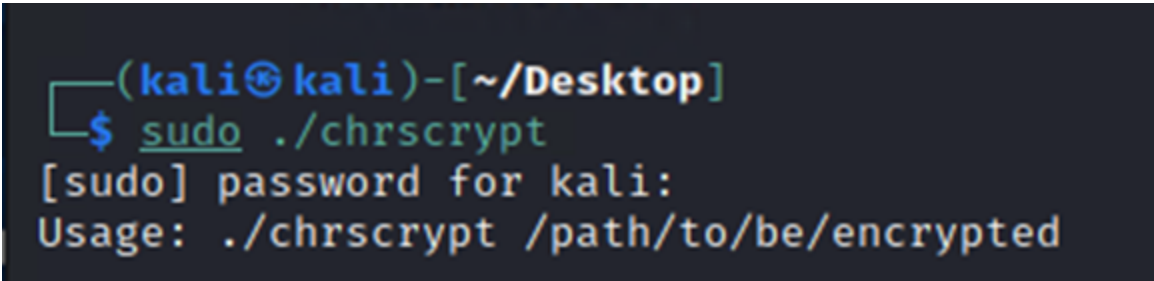 (kali㉿kali)-[~/Desktop]
$ sudo ./chrscrypt
[sudo] password for kali:
Usage: ./chrscrypt /path/to/be/encrypted